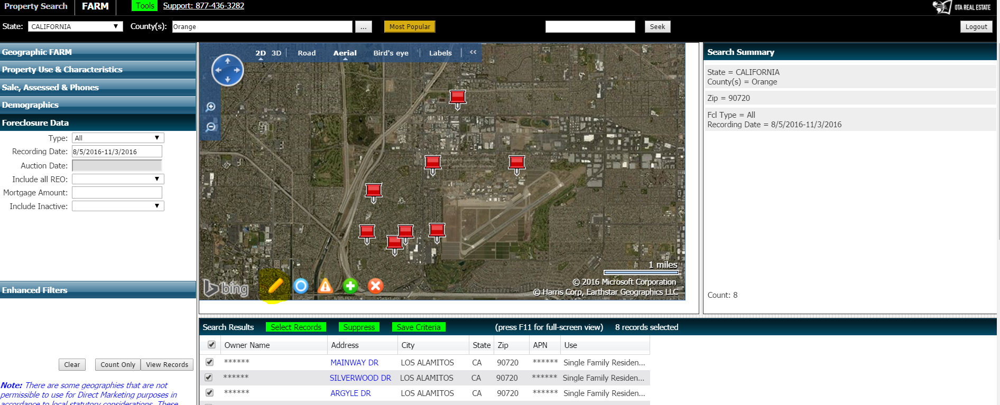 Property Search FARM Tools Support: 877-436-3282 OTA REAL ESTATE
State: CALIFORNIA County(s): Orange ... Most Popular Seek Logout
Geographic FARM
Property Use & Characteristics
Sale, Assessed & Phones
Demographics
Foreclosure Data
Type: All
Recording Date: 8/5/2016-11/3/2016
Auction Date:
Include all REO:
Mortgage Amount:
Include Inactive:
Enhanced Filters
Clear Count Only View Records
Note: There are some geographies that are not
permissible to use for Direct Marketing purposes in
accordance to local statutory considerations. These
2D 3D Road Aerial Bird's eye Labels <<
1 miles
© 2016 Microsoft Corporation
© Harris Corp, Earthstar Geographics LLC
bing
Search Summary
State = CALIFORNIA
County(s) = Orange
Zip = 90720
Fcl Type = All
Recording Date = 8/5/2016-11/3/2016
Count: 8
Search Results Select Records Suppress Save Criteria (press F11 for full-screen view) 8 records selected
Owner Name Address City State Zip APN Use
****** MAINWAY DR LOS ALAMITOS CA 90720 ****** Single Family Residen...
****** SILVERWOOD DR LOS ALAMITOS CA 90720 ****** Single Family Residen...
****** ARGYLE DR LOS ALAMITOS CA 90720 ****** Single Family Residen...